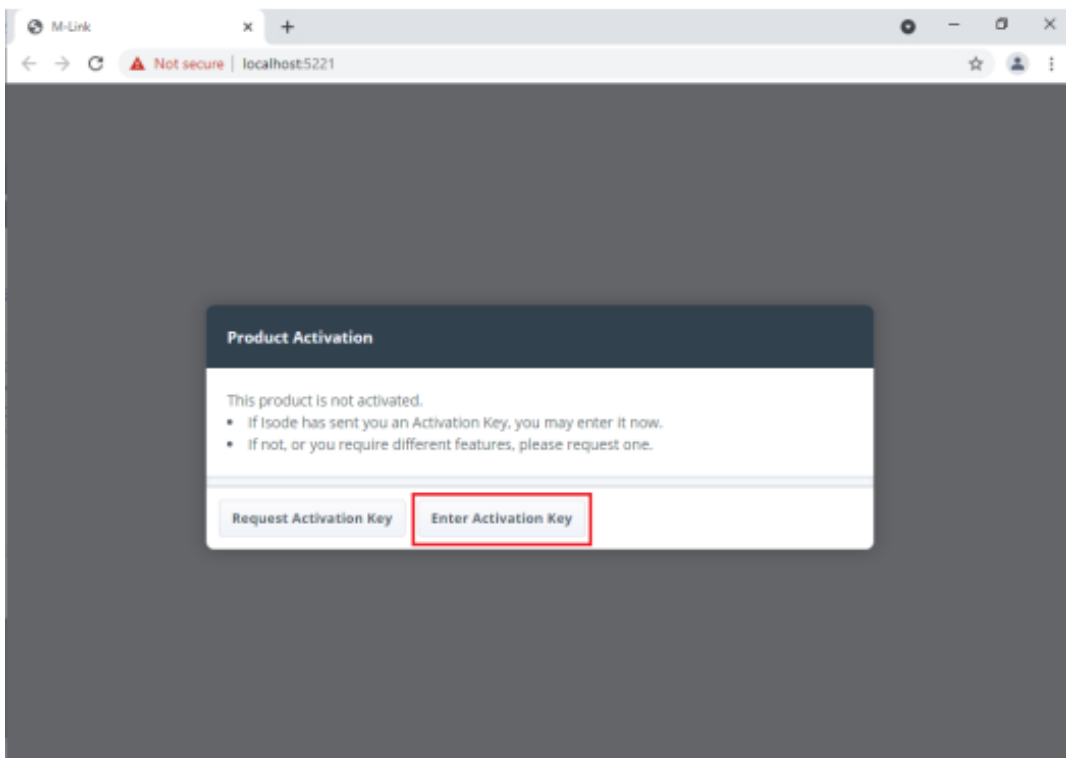 M-Link
Not secure | localhost:5221
Product Activation
This product is not activated.
• If Isode has sent you an Activation Key, you may enter it now.
• If not, or you require different features, please request one.
Request Activation Key
Enter Activation Key